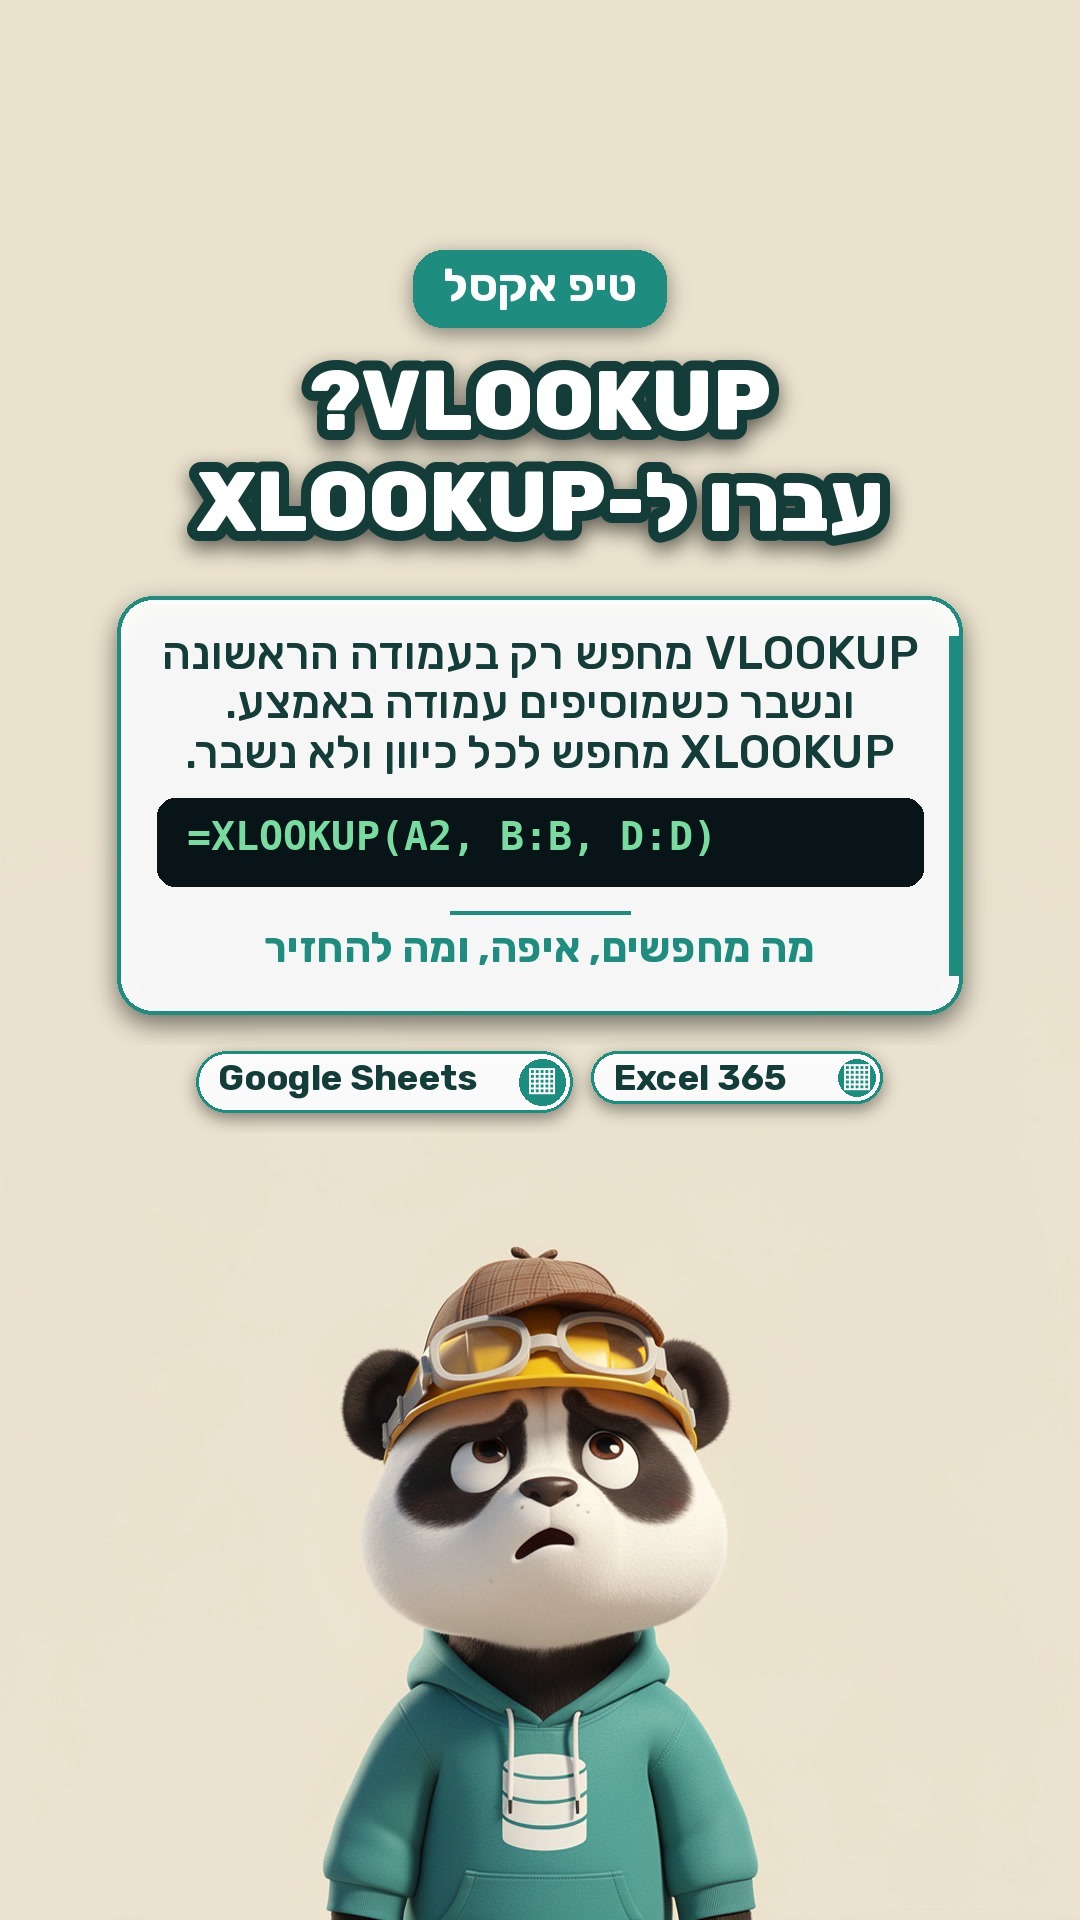 טיפ אקסל
VLOOKUP?
עברו ל-XLOOKUP
VLOOKUP מחפש רק בעמודה הראשונה
ונשבר כשמוסיפים עמודה באמצע.
XLOOKUP מחפש לכל כיוון ולא נשבר.
=XLOOKUP(A2, B:B, D:D)
מה מחפשים, איפה, ומה להחזיר
Excel 365
Google Sheets